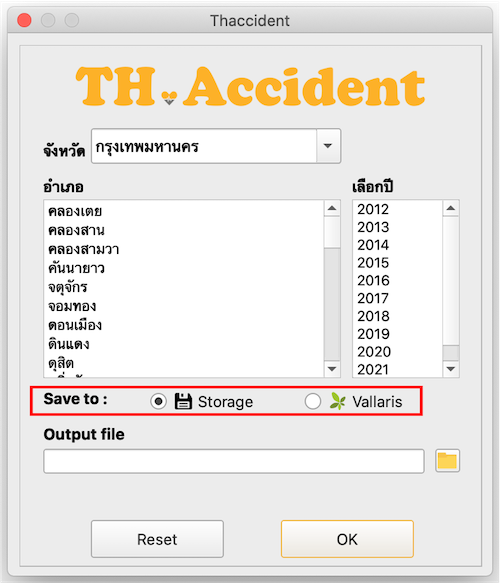 Thaccident
TH Accident
จังหวัด กรุงเทพมหานคร
อำเภอ
คลองเตย
คลองสาน
คลองสามวา
คันนายาว
จตุจักร
จอมทอง
ดอนเมือง
ดินแดง
ดุสิต
เลือกปี
2012
2013
2014
2015
2016
2017
2018
2019
2020
2021
Save to : Storage Vallaris
Output file
Reset OK